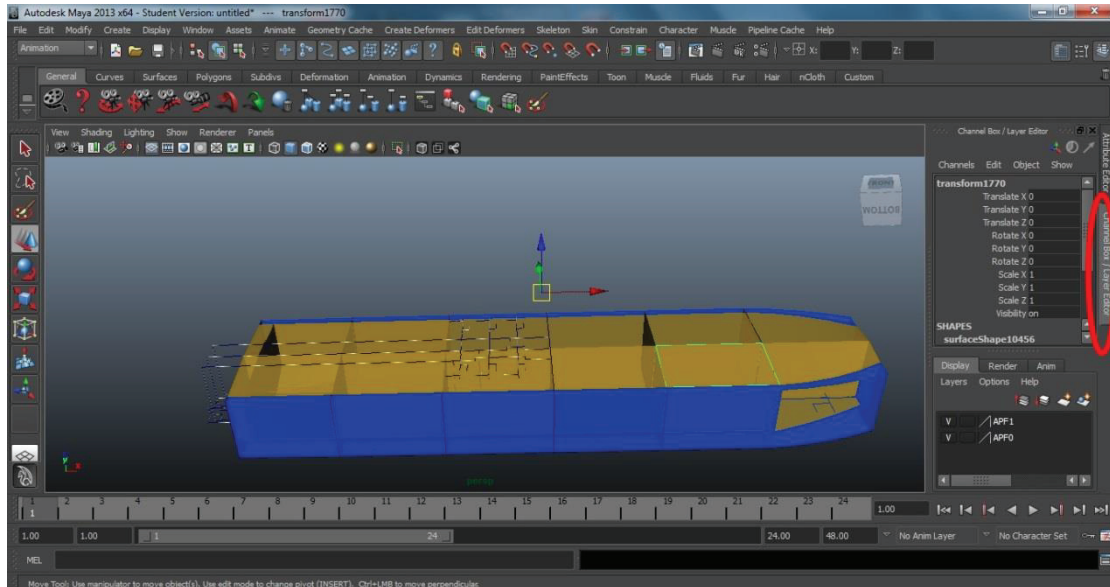 Autodesk Maya 2013 x64 - Student Version: untitled* --- transform1770
File Edit Modify Create Display Window Assets Animate Geometry Cache Create Deformers Edit Deformers Skeleton Skin Constrain Character Muscle Pipeline Cache Help
Animation X: Y: Z:
General Curves Surfaces Polygons Subdivs Deformation Animation Dynamics Rendering PaintEffects Toon Muscle Fluids Fur Hair nCloth Custom
View Shading Lighting Show Renderer Panels
Channel Box / Layer Editor
Channels Edit Object Show
transform1770
Translate X 0
Translate Y 0
Translate Z 0
Rotate X 0
Rotate Y 0
Rotate Z 0
Scale X 1
Scale Y 1
Scale Z 1
Visibility on
SHAPES
surfaceShape10456
Attribute Editor
Channel Box / Layer Editor
FRONT
BOTTOM
Display Render Anim
Layers Options Help
V APF1
V APF0
y x
persp
1 2 3 4 5 6 7 8 9 10 11 12 13 14 15 16 17 18 19 20 21 22 23 24 1.00
1
1.00 1.00 1 24 24.00 48.00 No Anim Layer No Character Set
MEL
Move Tool: Use manipulator to move object(s). Use edit mode to change pivot (INSERT). Ctrl+LMB to move perpendicular.